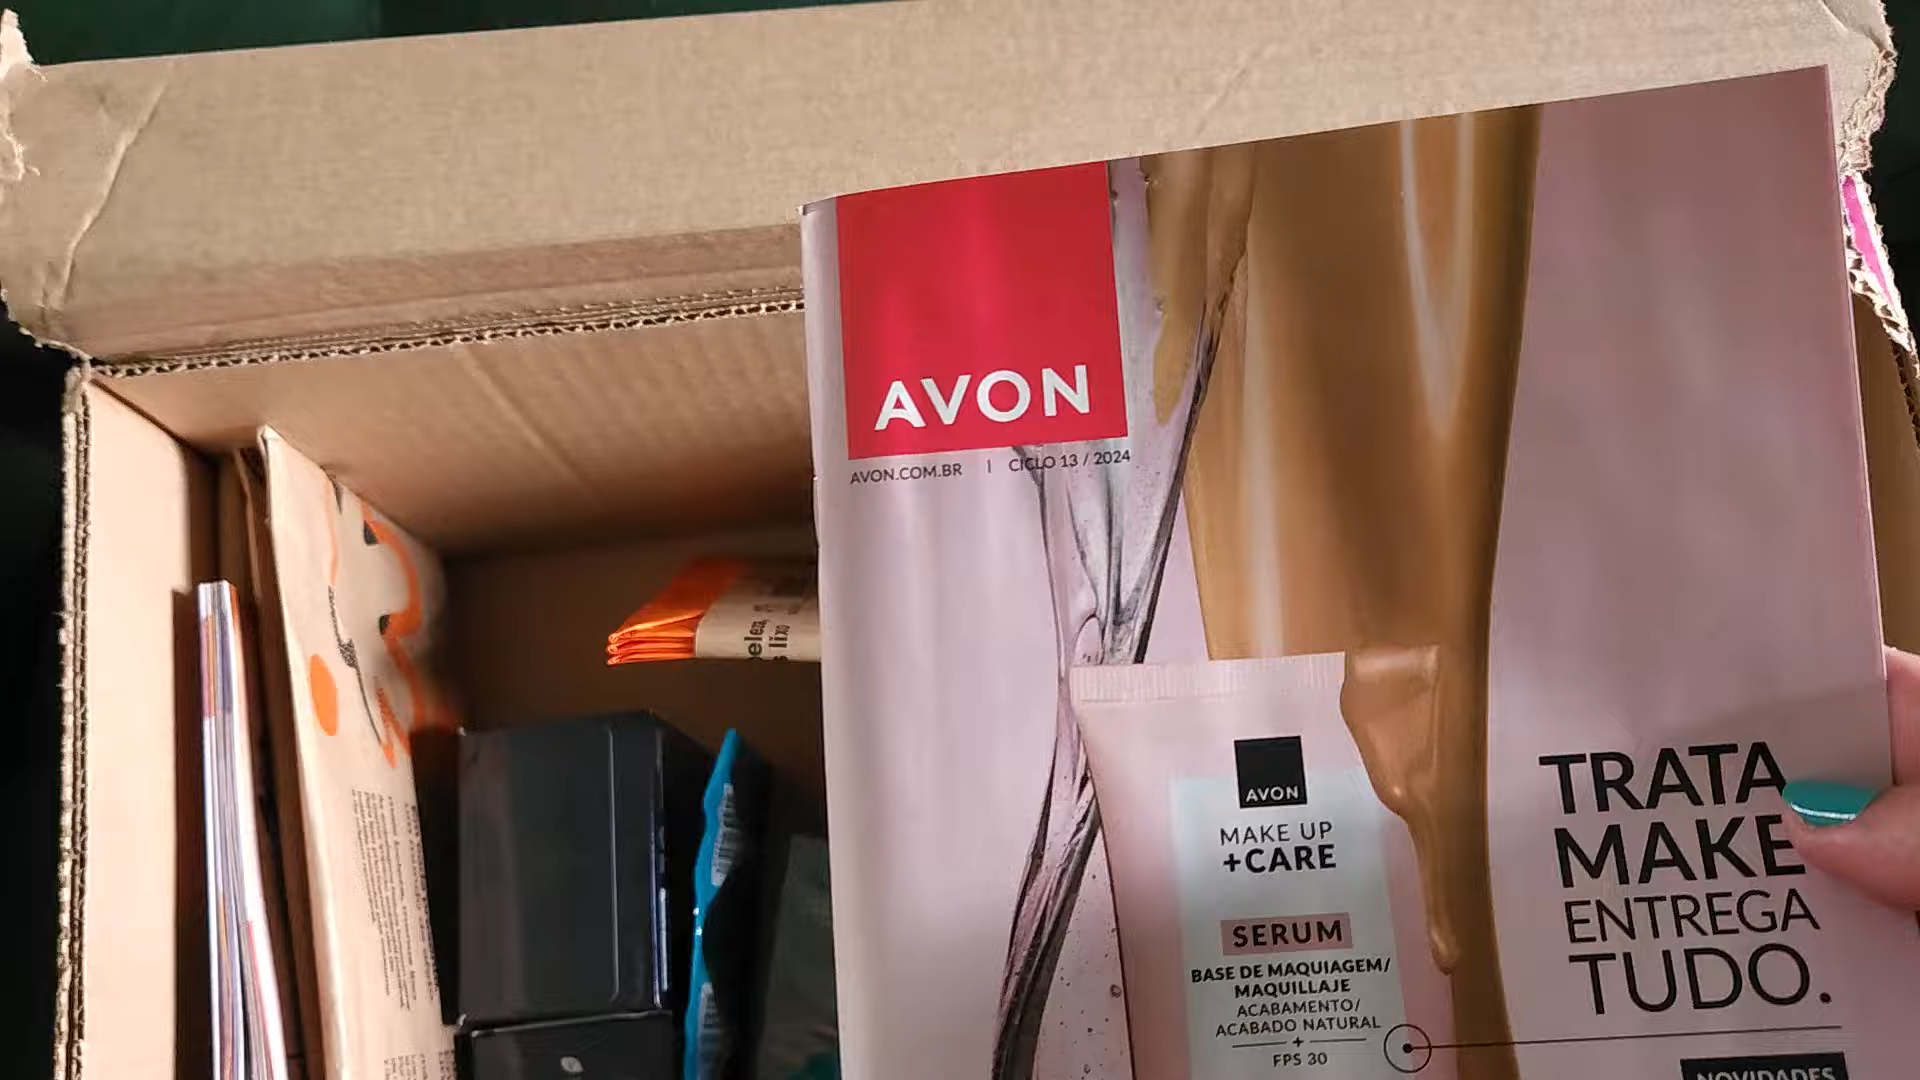 AVON
AVON.COM.BR | CICLO 13 / 2024
AVON
MAKE UP
+CARE
SERUM
BASE DE MAQUIAGEM/
MAQUILLAJE
ACABAMENTO/
ACABADO NATURAL
+
FPS 30
TRATA
MAKE
ENTREGA
TUDO.
NOVIDADES
lixo